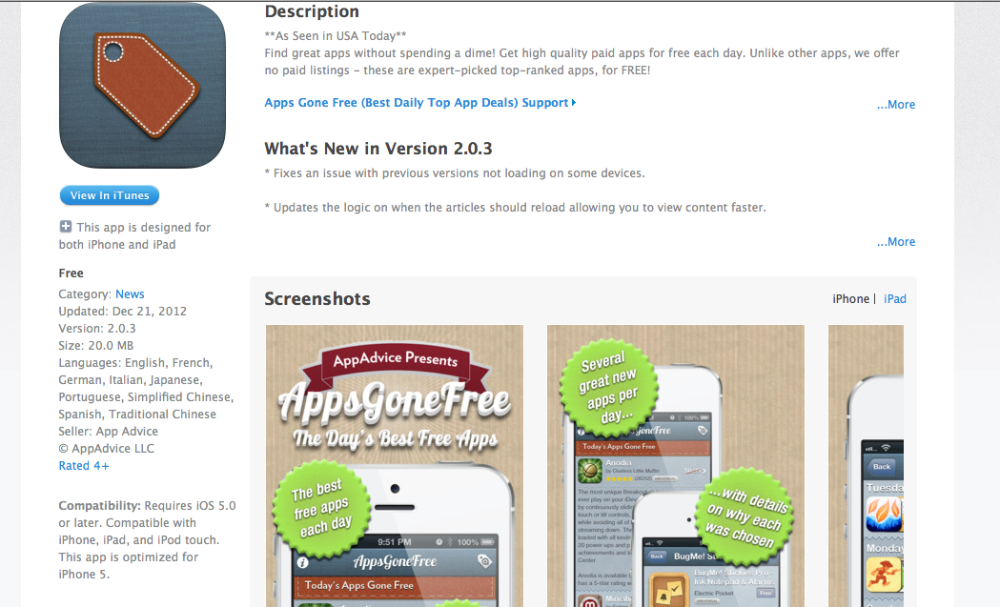 Description
**As Seen in USA Today**
Find great apps without spending a dime! Get high quality paid apps for free each day. Unlike other apps, we offer
no paid listings – these are expert-picked top-ranked apps, for FREE!
Apps Gone Free (Best Daily Top App Deals) Support
...More
What's New in Version 2.0.3
* Fixes an issue with previous versions not loading on some devices.
* Updates the logic on when the articles should reload allowing you to view content faster.
...More
View In iTunes
This app is designed for
both iPhone and iPad
Free
Category: News
Updated: Dec 21, 2012
Version: 2.0.3
Size: 20.0 MB
Languages: English, French,
German, Italian, Japanese,
Portuguese, Simplified Chinese,
Spanish, Traditional Chinese
Seller: App Advice
© AppAdvice LLC
Rated 4+
Compatibility: Requires iOS 5.0
or later. Compatible with
iPhone, iPad, and iPod touch.
This app is optimized for
iPhone 5.
Screenshots
iPhone | iPad
AppAdvice Presents
AppsGoneFree
The Day's Best Free Apps
The best
free apps
each day
9:51 PM 100%
AppsGoneFree
Today's Apps Gone Free
Several
great new
apps per
day...
100%
Today's Apps Gone Free
Anodia
by Clueless Little Muffin
...with details
on why each
was chosen
Back BugMe! S
BugMe! Stickies Pro -
Ink Notepad & Alarms
Electric Pocket
Free
Back
Tuesda
Monday